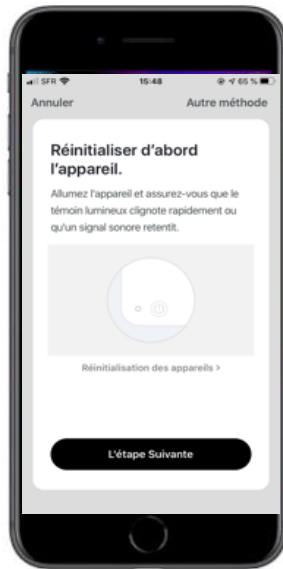 SFR 15:48 65 %
Annuler Autre méthode
Réinitialiser d'abord
l'appareil.
Allumez l'appareil et assurez-vous que le
témoin lumineux clignote rapidement ou
qu'un signal sonore retentit.
Réinitialisation des appareils >
L'étape Suivante